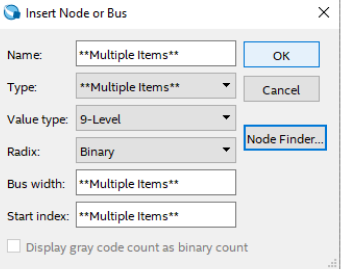 Insert Node or Bus
Name: **Multiple Items** OK
Type: **Multiple Items** Cancel
Value type: 9-Level
Node Finder...
Radix: Binary
Bus width: **Multiple Items**
Start index: **Multiple Items**
Display gray code count as binary count